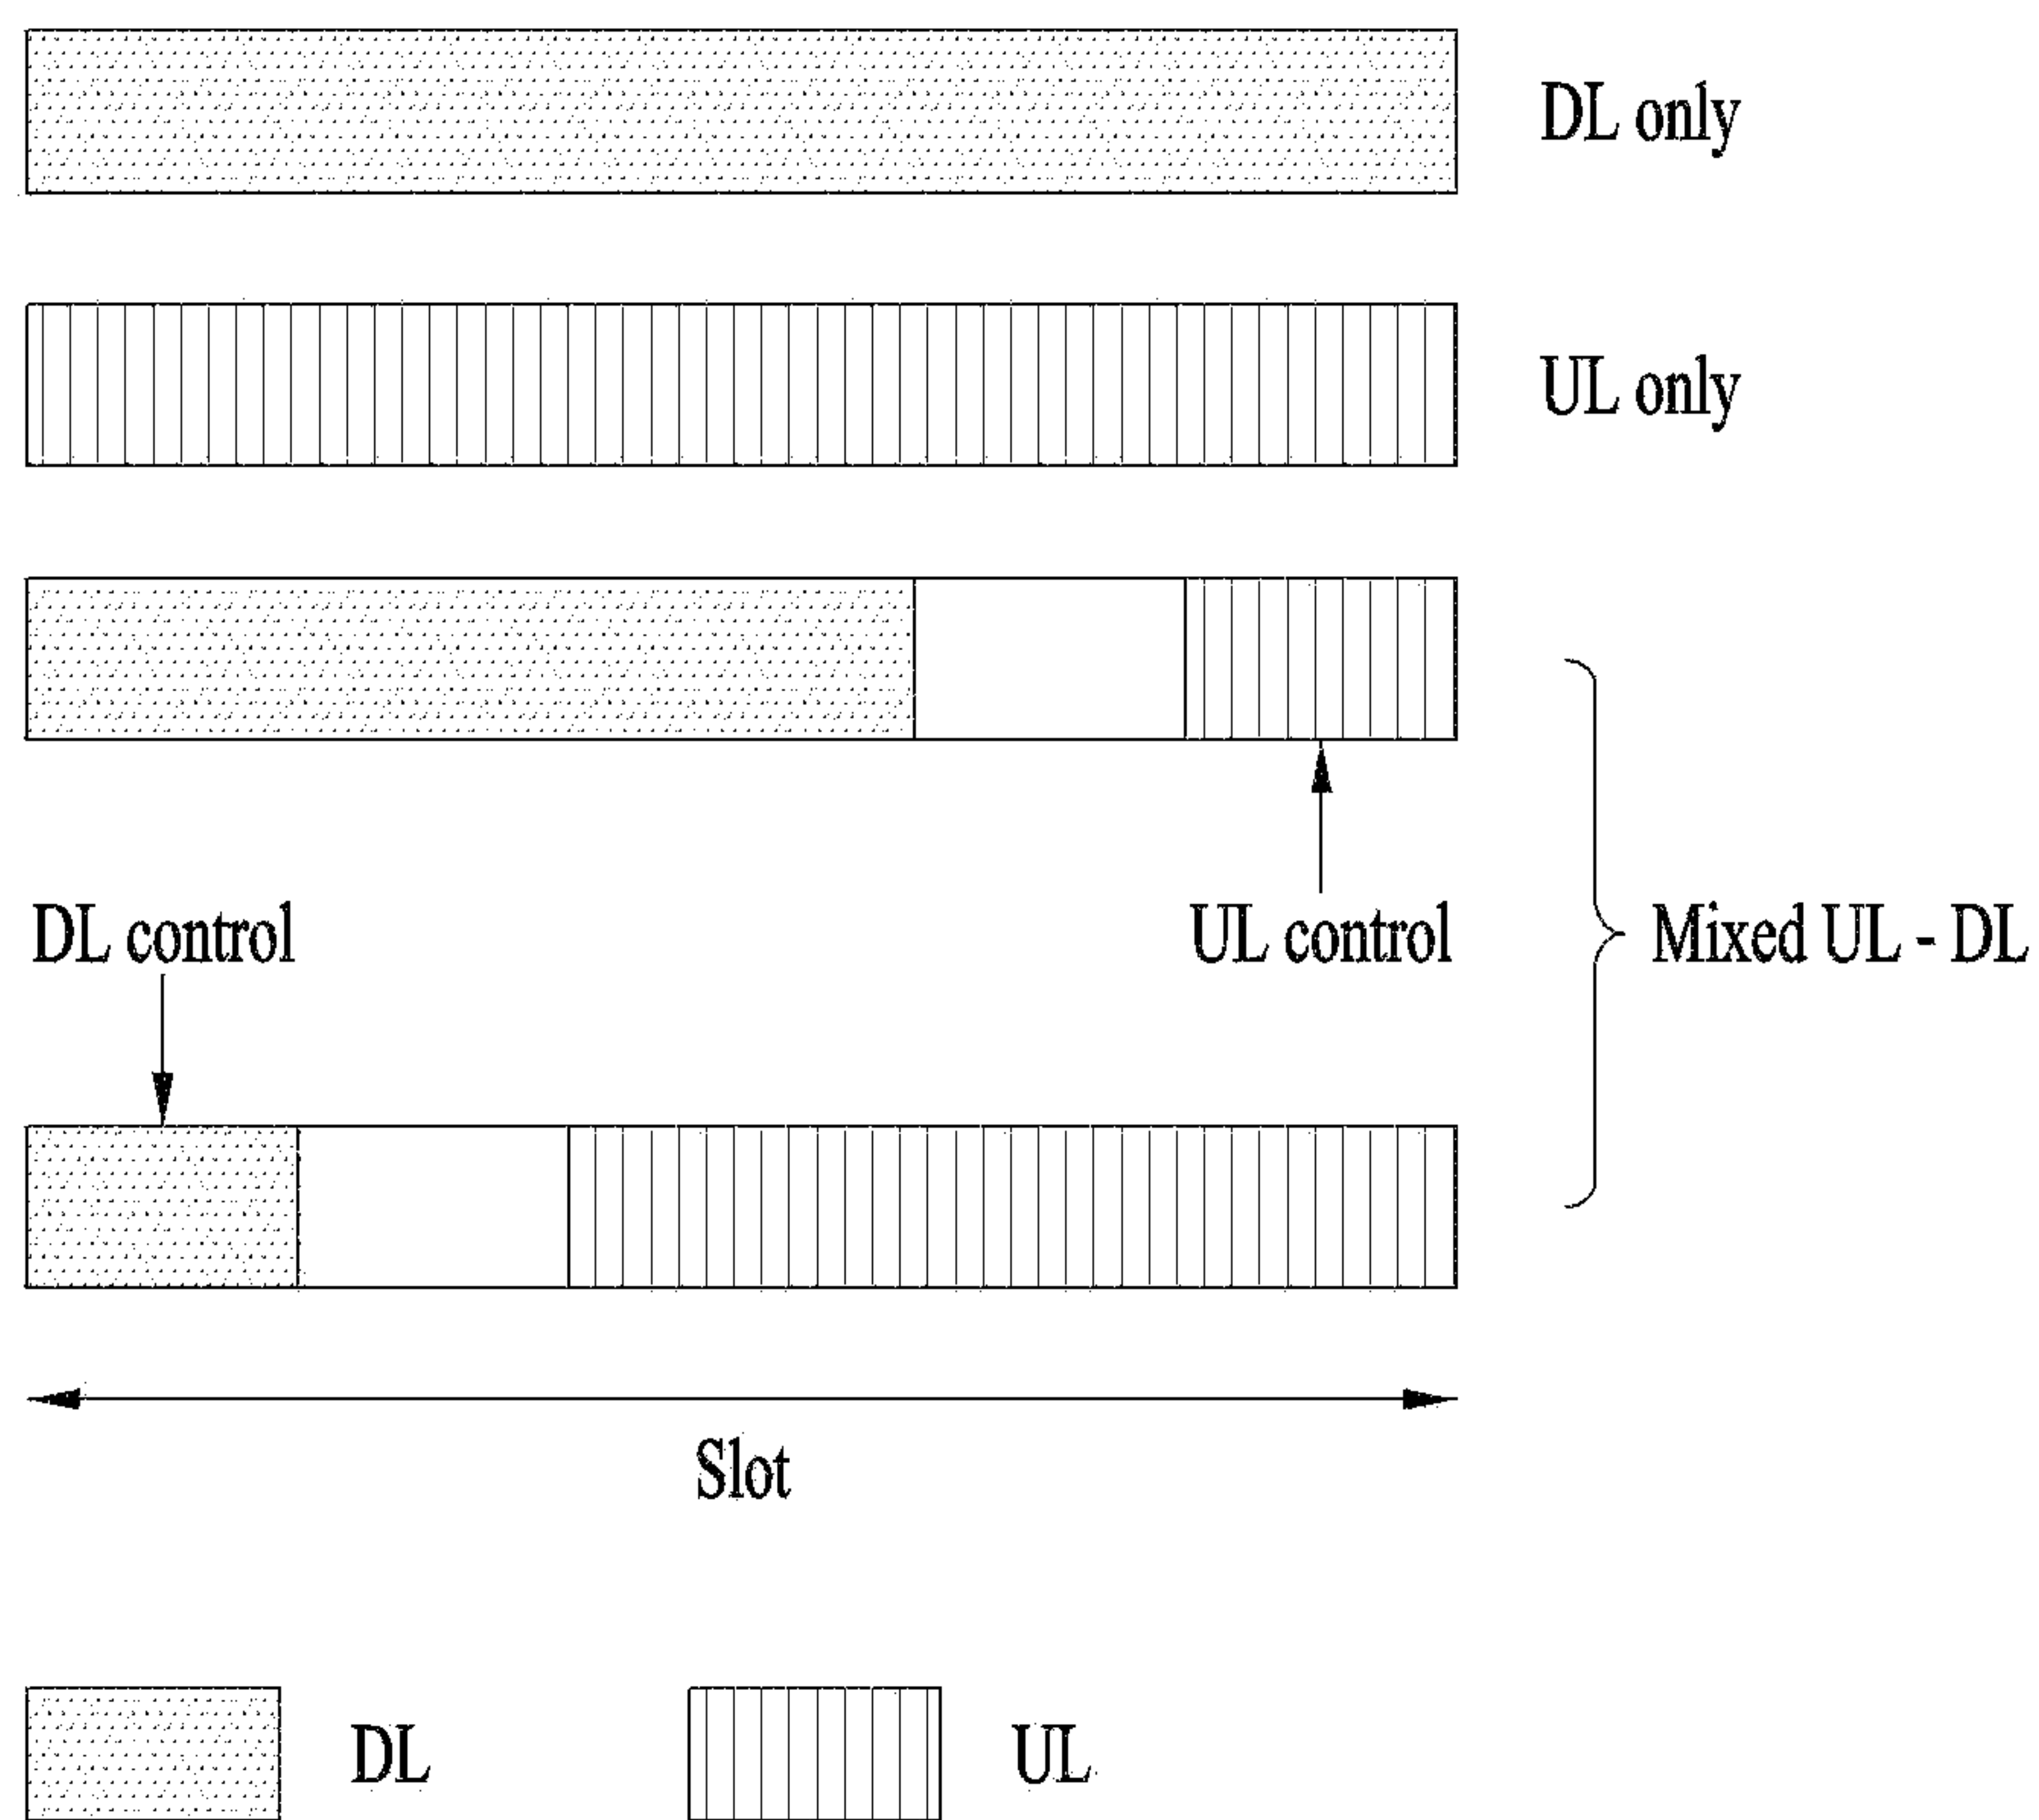 DL only
UL only
DL control
UL control
Mixed UL - DL
Slot
DL
UL